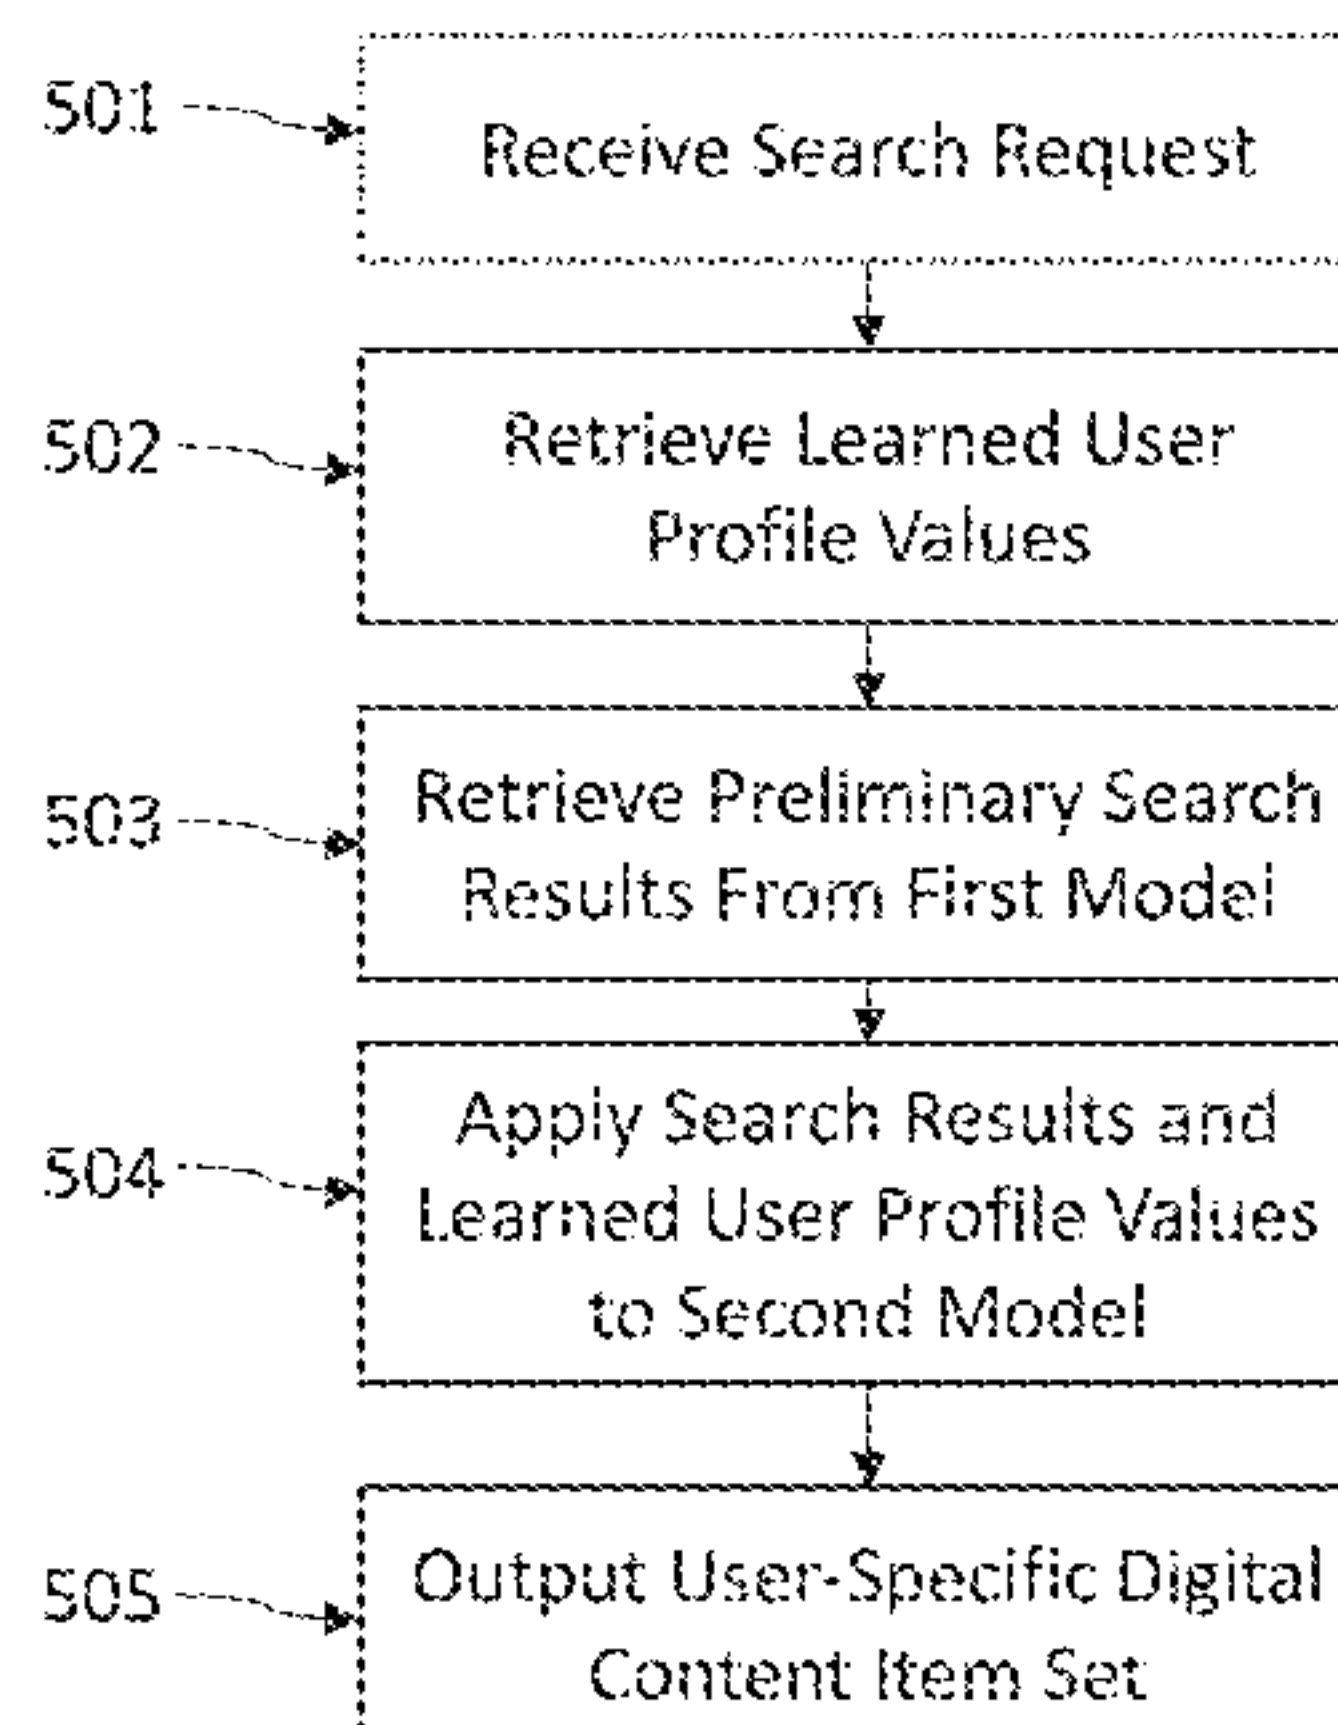 501
Receive Search Request
502
Retrieve Learned User
Profile Values
503
Retrieve Preliminary Search
Results From First Model
504
Apply Search Results and
Learned User Profile Values
to Second Model
505
Output User-Specific Digital
Content Item Set